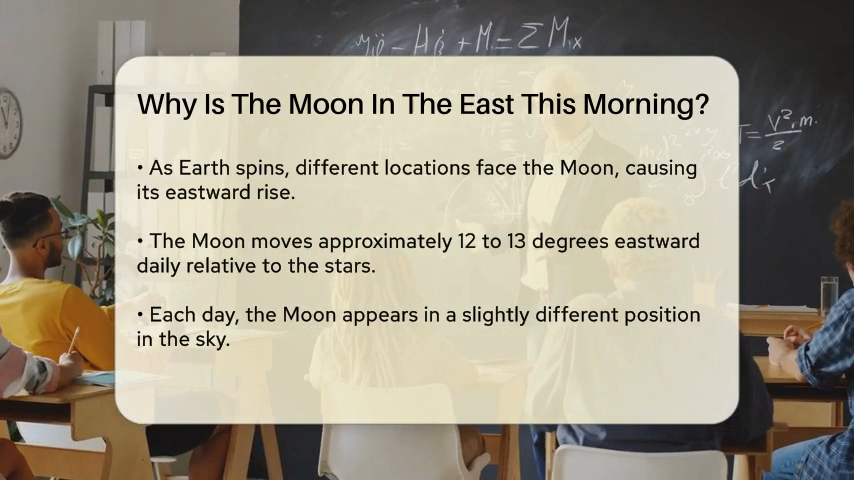 Why Is The Moon In The East This Morning?
• As Earth spins, different locations face the Moon, causing
its eastward rise.
• The Moon moves approximately 12 to 13 degrees eastward
daily relative to the stars.
• Each day, the Moon appears in a slightly different position
in the sky.